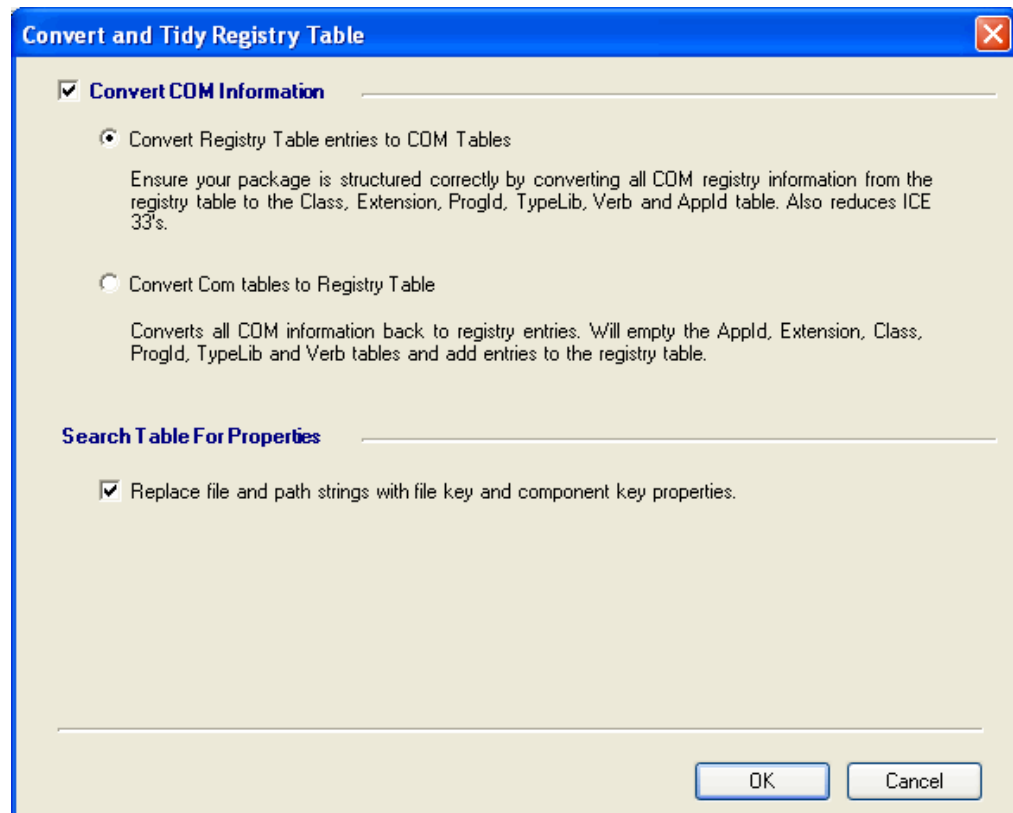 Convert and Tidy Registry Table
Convert COM Information
Convert Registry Table entries to COM Tables
Ensure your package is structured correctly by converting all COM registry information from the
registry table to the Class, Extension, ProgId, TypeLib, Verb and AppId table. Also reduces ICE
33's.
Convert Com tables to Registry Table
Converts all COM information back to registry entries. Will empty the AppId, Extension, Class,
ProgId, TypeLib and Verb tables and add entries to the registry table.
Search Table For Properties
Replace file and path strings with file key and component key properties.
OK Cancel